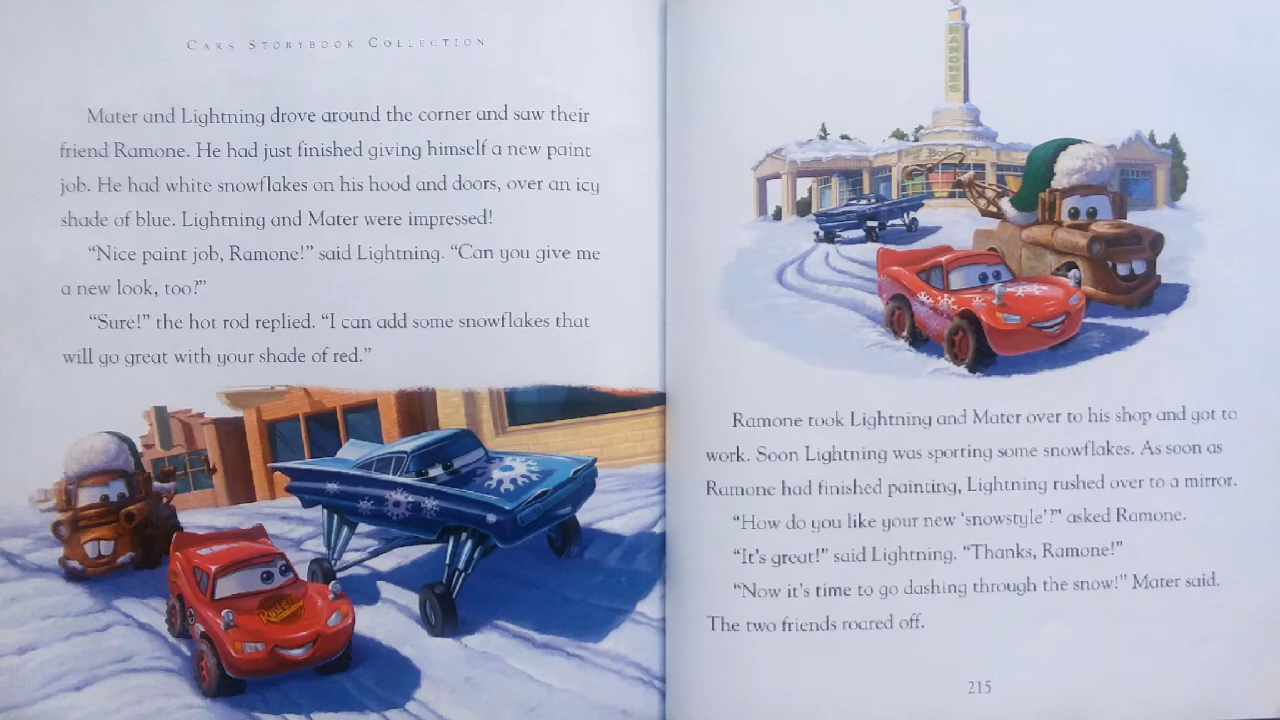 CARS STORYBOOK COLLECTION
Mater and Lightning drove around the corner and saw their
friend Ramone. He had just finished giving himself a new paint
job. He had white snowflakes on his hood and doors, over an icy
shade of blue. Lightning and Mater were impressed!
“Nice paint job, Ramone!” said Lightning. “Can you give me
a new look, too?”
“Sure!” the hot rod replied. “I can add some snowflakes that
will go great with your shade of red.”
RAMONES
Ramone took Lightning and Mater over to his shop and got to
work. Soon Lightning was sporting some snowflakes. As soon as
Ramone had finished painting, Lightning rushed over to a mirror.
“How do you like your new ‘snowstyle’?” asked Ramone.
“It’s great!” said Lightning. “Thanks, Ramone!”
“Now it’s time to go dashing through the snow!” Mater said.
The two friends roared off.
215